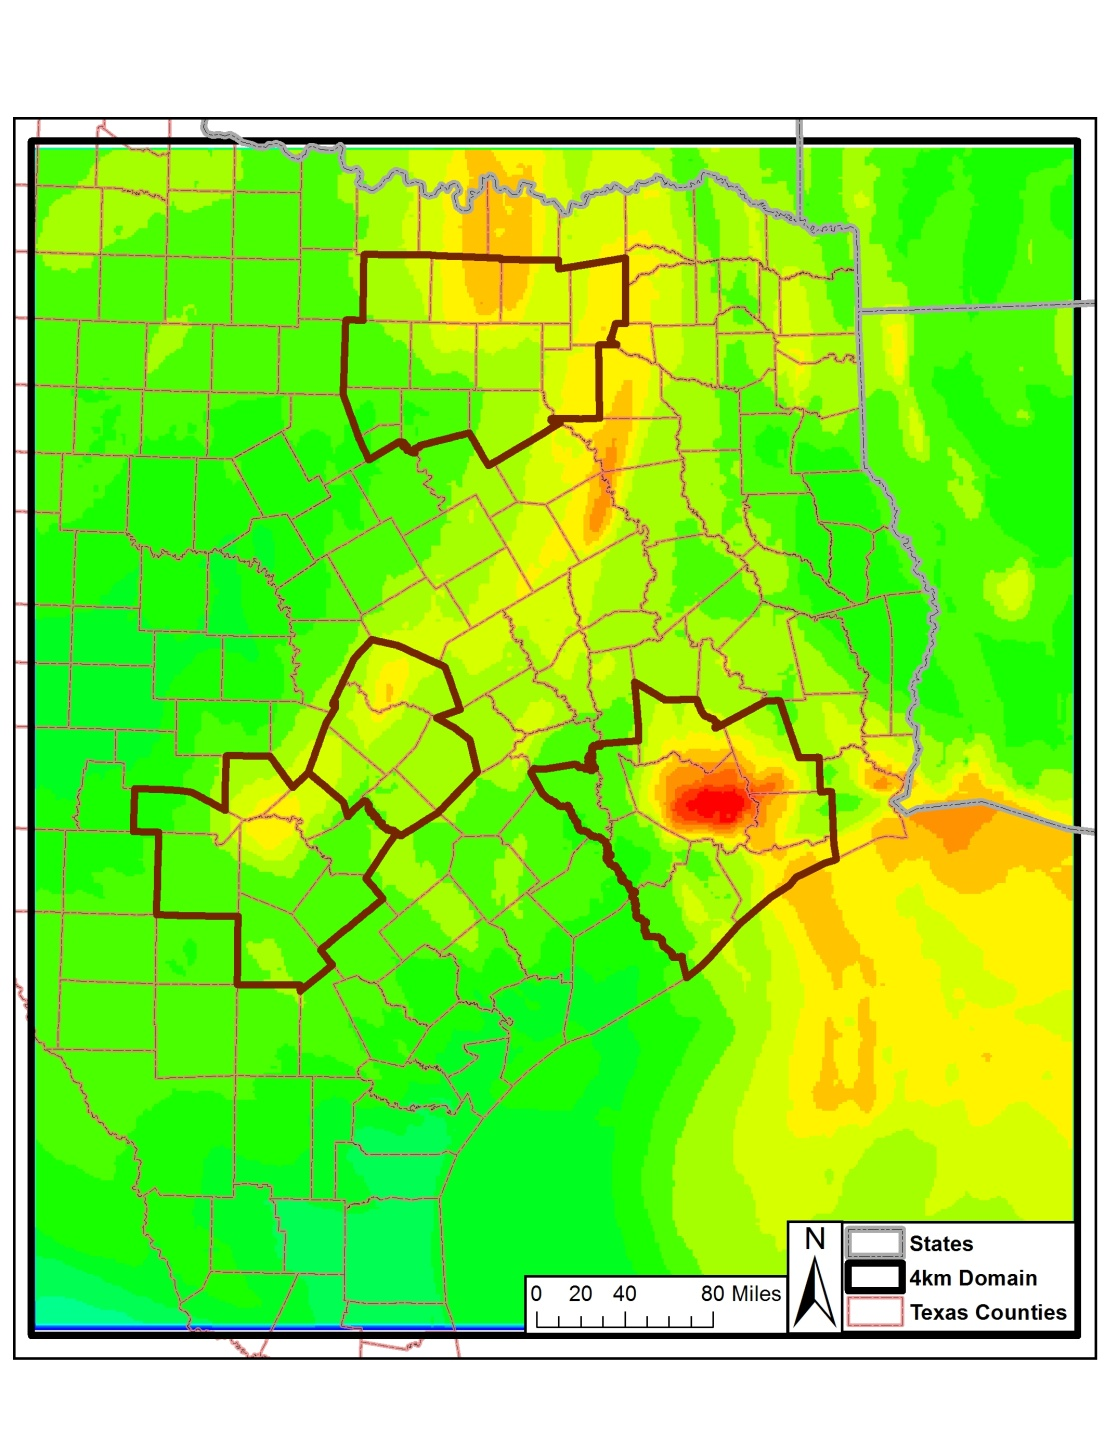 N
States
4km Domain
Texas Counties
0 20 40 80 Miles